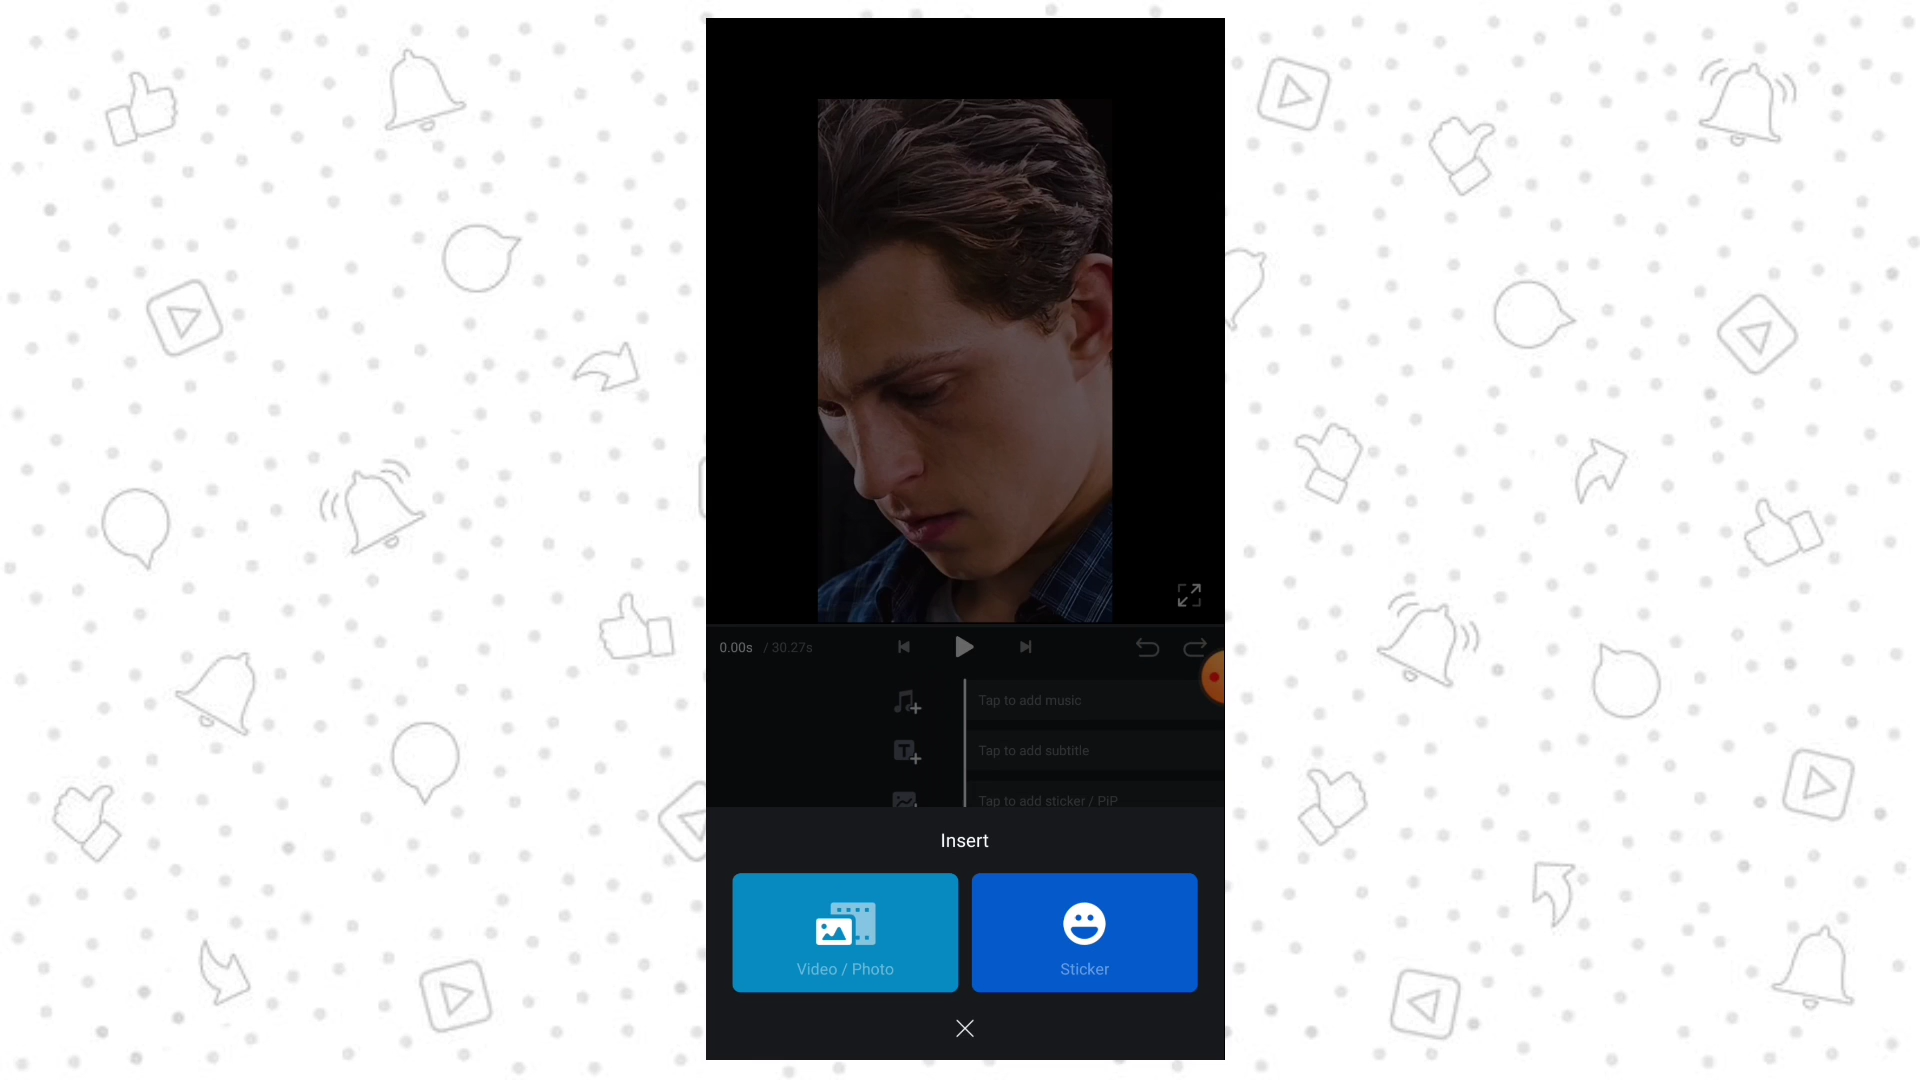 0.00s / 30.27s
Tap to add music
T
Tap to add subtitle
Tap to add sticker / PiP
Insert
Video / Photo
Sticker